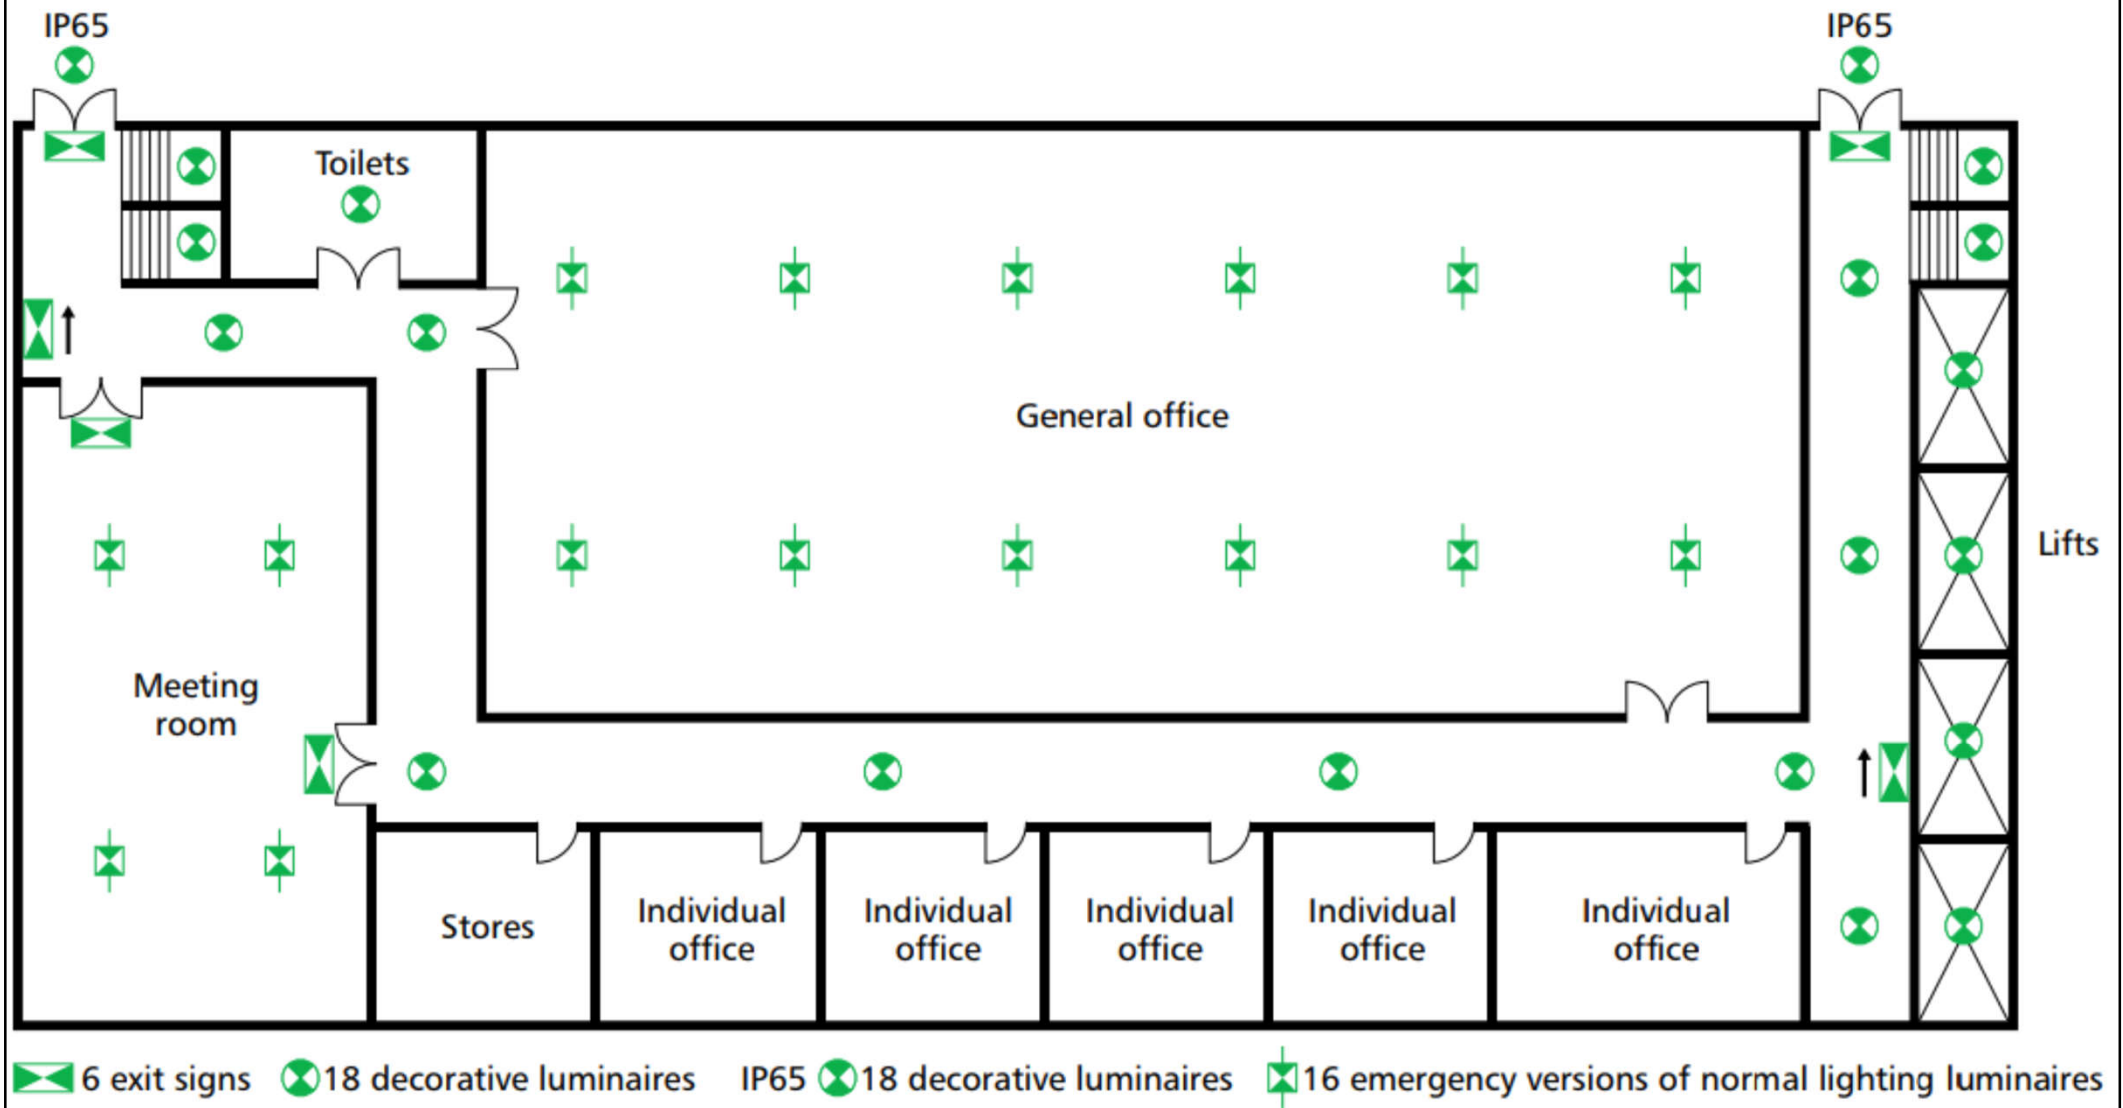 IP65
IP65
Toilets
General office
Lifts
Meeting
room
Stores
Individual
office
Individual
office
Individual
office
Individual
office
Individual
office
6 exit signs
18 decorative luminaires
IP65
18 decorative luminaires
16 emergency versions of normal lighting luminaires